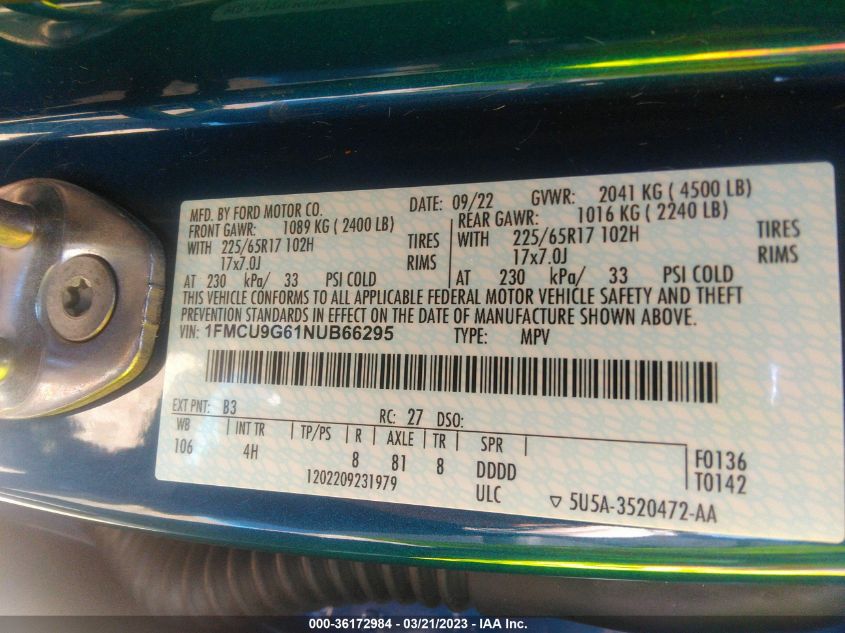 MFD. BY FORD MOTOR CO. DATE: 09/22 GVWR: 2041 KG ( 4500 LB)
FRONT GAWR: 1089 KG ( 2400 LB) REAR GAWR: 1016 KG ( 2240 LB)
WITH 225/65R17 102H TIRES WITH 225/65R17 102H TIRES
17x7.0J RIMS 17x7.0J RIMS
AT 230 kPa/ 33 PSI COLD AT 230 kPa/ 33 PSI COLD
THIS VEHICLE CONFORMS TO ALL APPLICABLE FEDERAL MOTOR VEHICLE SAFETY AND THEFT
PREVENTION STANDARDS IN EFFECT ON THE DATE OF MANUFACTURE SHOWN ABOVE.
VIN: 1FMCU9G61NUB66295 TYPE: MPV
EXT PNT: B3 RC: 27 DSO:
WB INT TR TP/PS R AXLE TR SPR
106 4H 8 81 8 DDDD F0136
1202209231979 ULC T0142
5U5A-3520472-AA
000-36172984 - 03/21/2023 - IAA Inc.